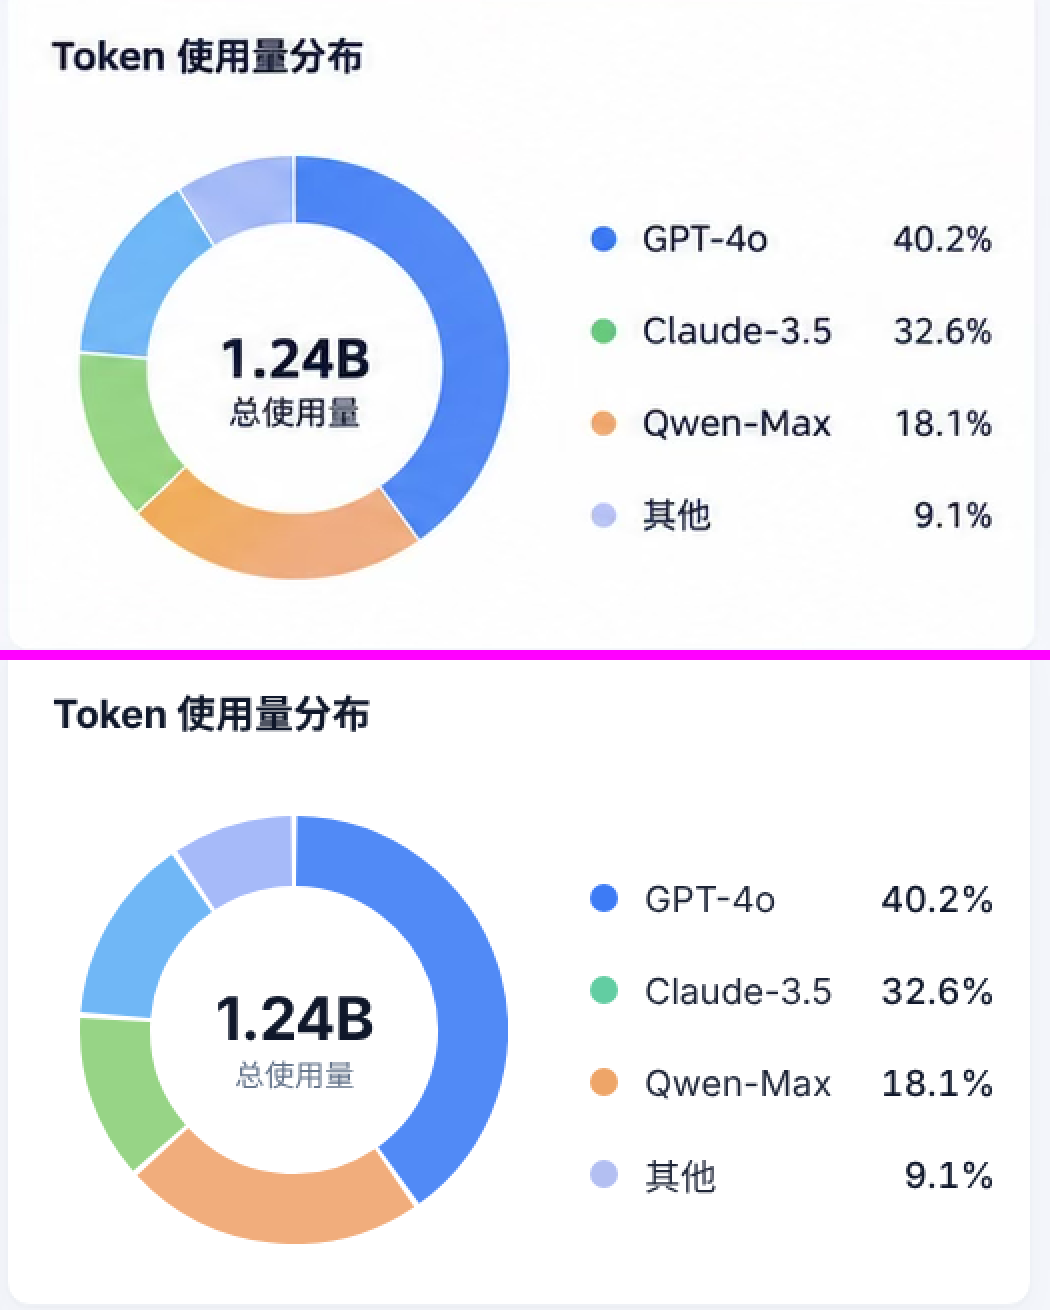 Token 使用量分布
1.24B
总使用量
GPT-4o 40.2%
Claude-3.5 32.6%
Qwen-Max 18.1%
其他 9.1%
Token 使用量分布
1.24B
总使用量
GPT-4o 40.2%
Claude-3.5 32.6%
Qwen-Max 18.1%
其他 9.1%